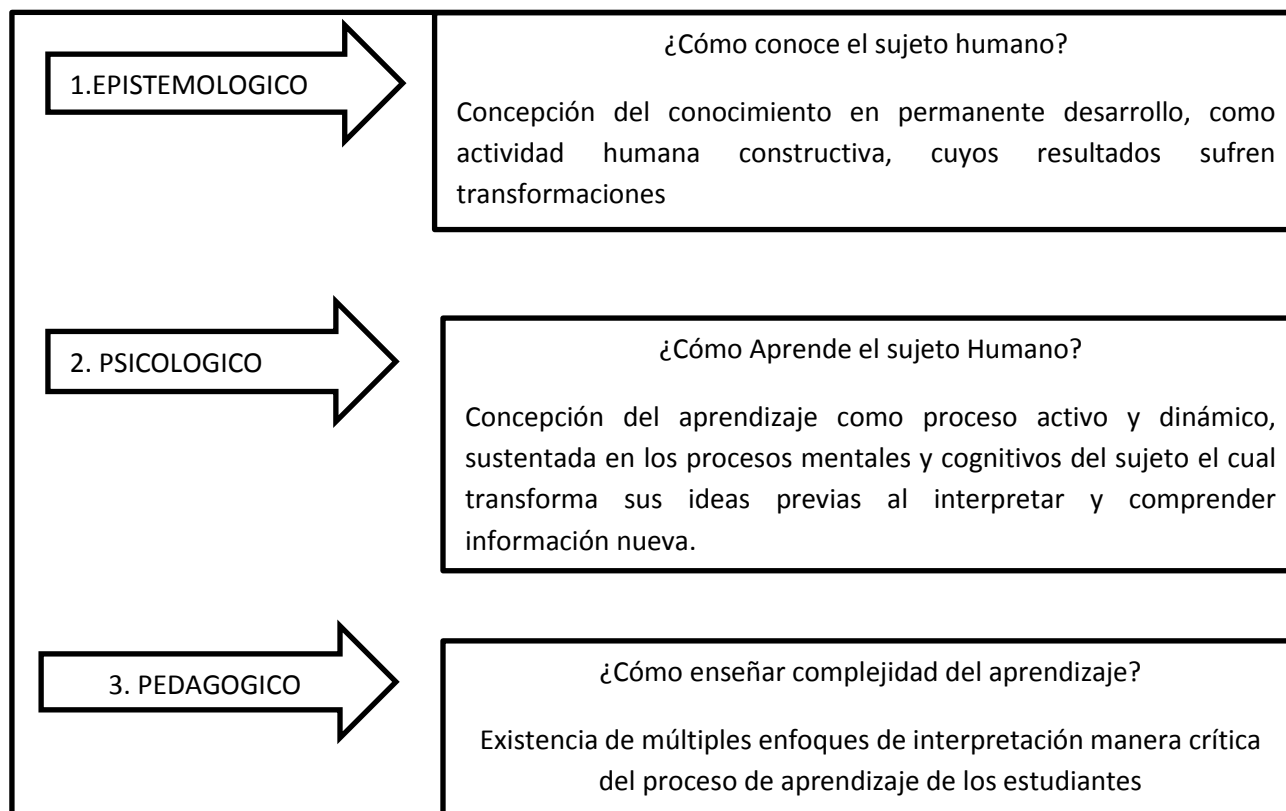 1.EPISTEMOLOGICO
¿Cómo conoce el sujeto humano?
Concepción del conocimiento en permanente desarrollo, como
actividad humana constructiva, cuyos resultados sufren
transformaciones
2. PSICOLOGICO
¿Cómo Aprende el sujeto Humano?
Concepción del aprendizaje como proceso activo y dinámico,
sustentada en los procesos mentales y cognitivos del sujeto el cual
transforma sus ideas previas al interpretar y comprender
información nueva.
3. PEDAGOGICO
¿Cómo enseñar complejidad del aprendizaje?
Existencia de múltiples enfoques de interpretación manera crítica
del proceso de aprendizaje de los estudiantes